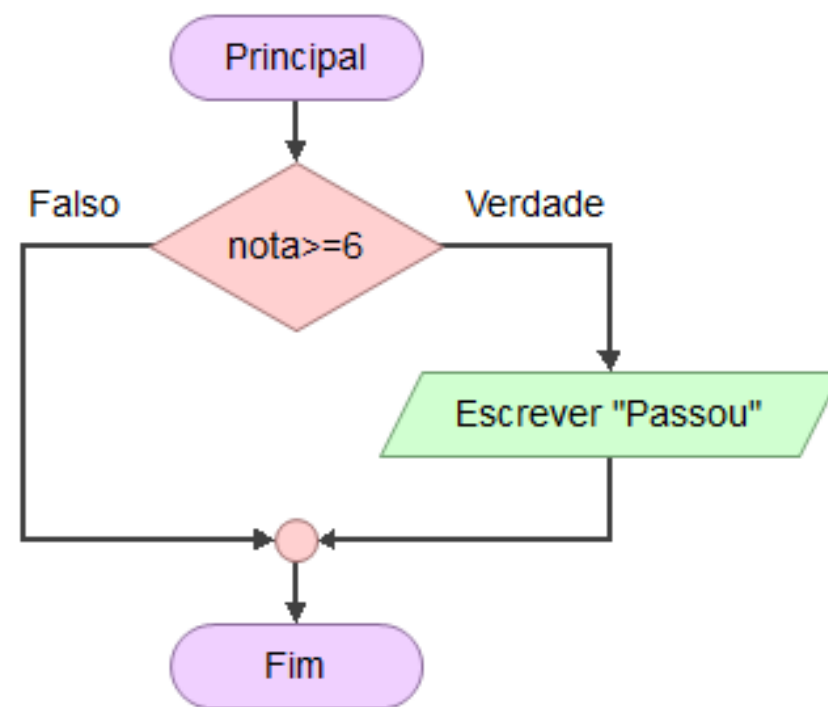 Principal
Falso
Verdade
nota>=6
Escrever "Passou"
Fim